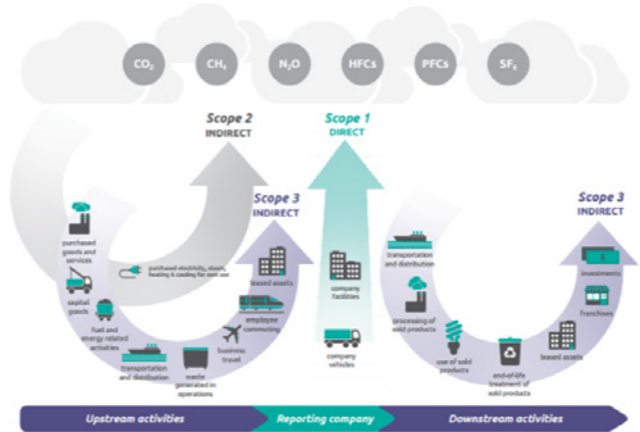 CO₂ CH₄ N₂O HFCs PFCs SF₆
Scope 2
INDIRECT
Scope 1
DIRECT
Scope 3
INDIRECT
Scope 3
INDIRECT
purchased
goods and
services
capital
goods
fuel and
energy related
activities
transportation
and distribution
waste
generated in
operations
business
travel
employee
commuting
leased assets
purchased electricity, steam,
heating & cooling for own use
company
facilities
company
vehicles
transportation
and distribution
processing of
sold products
use of sold
products
end-of-life
treatment of
sold products
leased assets
franchises
investments
Upstream activities
Reporting company
Downstream activities